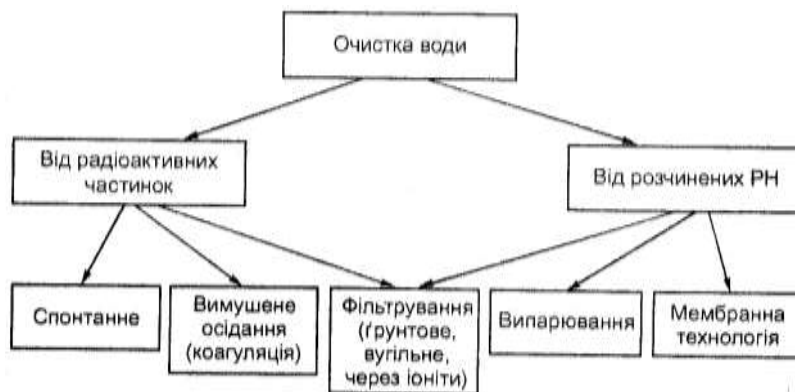 Очистка води
Від радіоактивних
частинок
Від розчинених РН
Спонтанне
Вимушене
осідання
(коагуляція)
Фільтрування
(ґрунтове,
вугільне,
через іоніти)
Випарювання
Мембранна
технологія